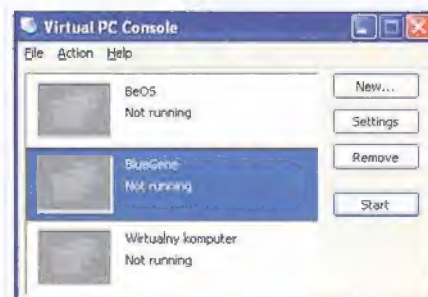 Virtual PC Console
File Action Help
BeOS
Not running
BlueGene
Not running
Wirtualny komputer
Not running
New...
Settings
Remove
Start